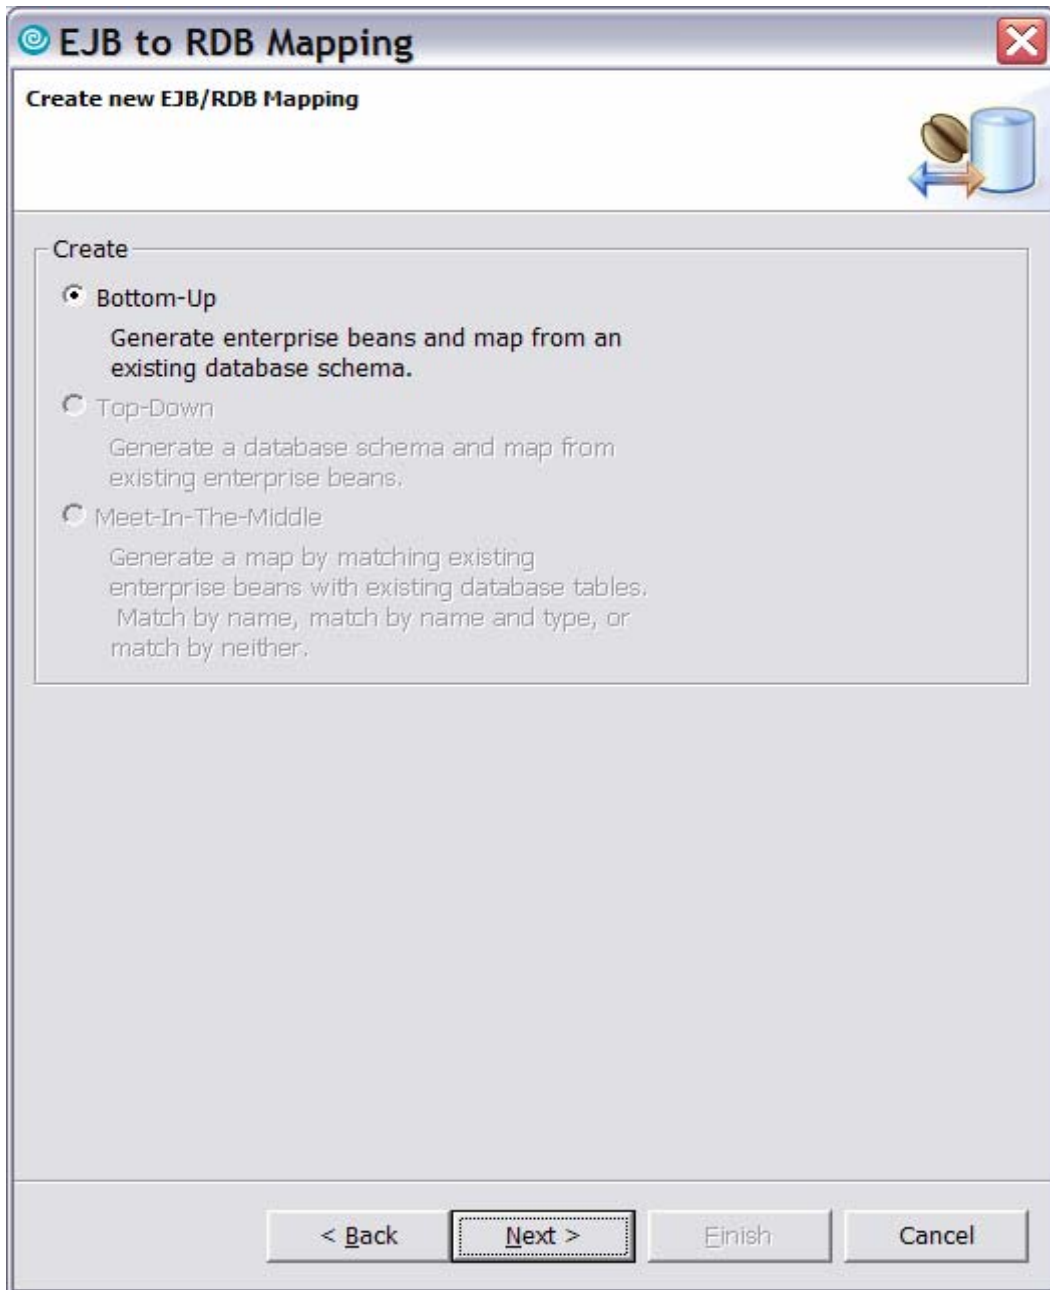 EJB to RDB Mapping
Create new EJB/RDB Mapping
Create
Bottom-Up
Generate enterprise beans and map from an
existing database schema.
Top-Down
Generate a database schema and map from
existing enterprise beans.
Meet-In-The-Middle
Generate a map by matching existing
enterprise beans with existing database tables.
Match by name, match by name and type, or
match by neither.
< Back Next > Finish Cancel